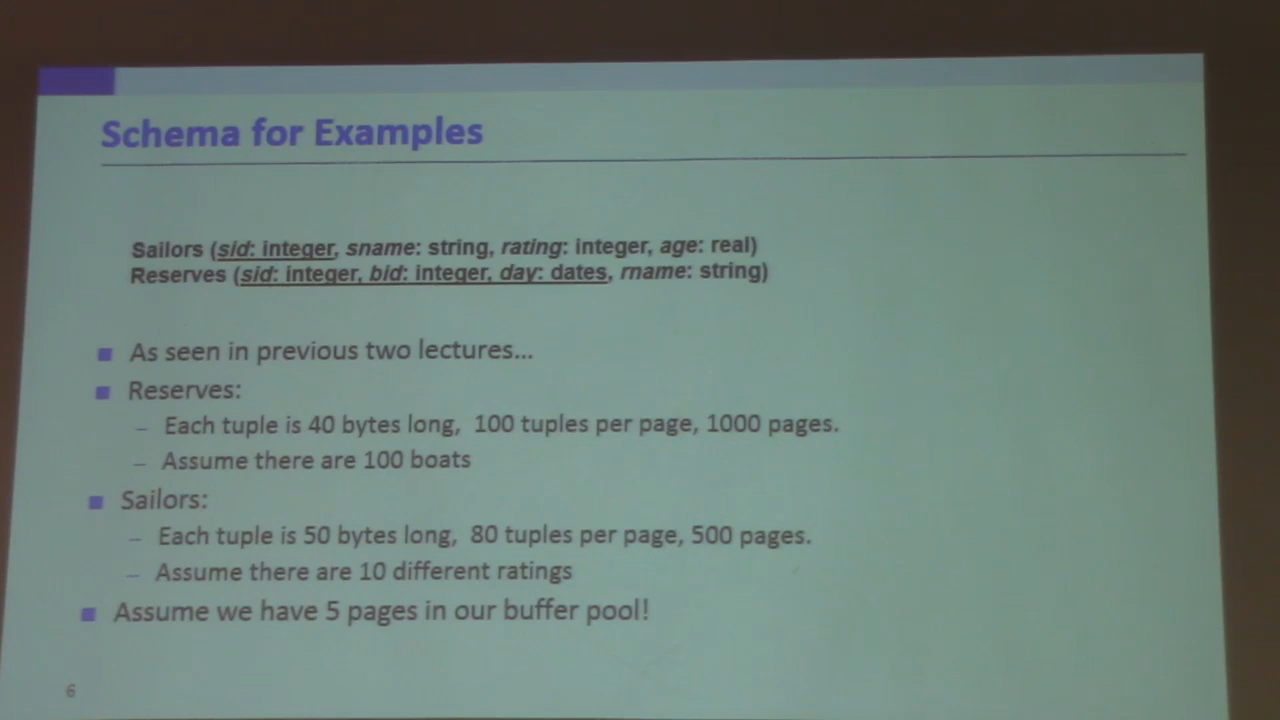 Schema for Examples
Sailors (sid: integer, sname: string, rating: integer, age: real)
Reserves (sid: integer, bid: integer, day: dates, rname: string)
■ As seen in previous two lectures...
■ Reserves:
– Each tuple is 40 bytes long, 100 tuples per page, 1000 pages.
– Assume there are 100 boats
■ Sailors:
– Each tuple is 50 bytes long, 80 tuples per page, 500 pages.
– Assume there are 10 different ratings
■ Assume we have 5 pages in our buffer pool!
6